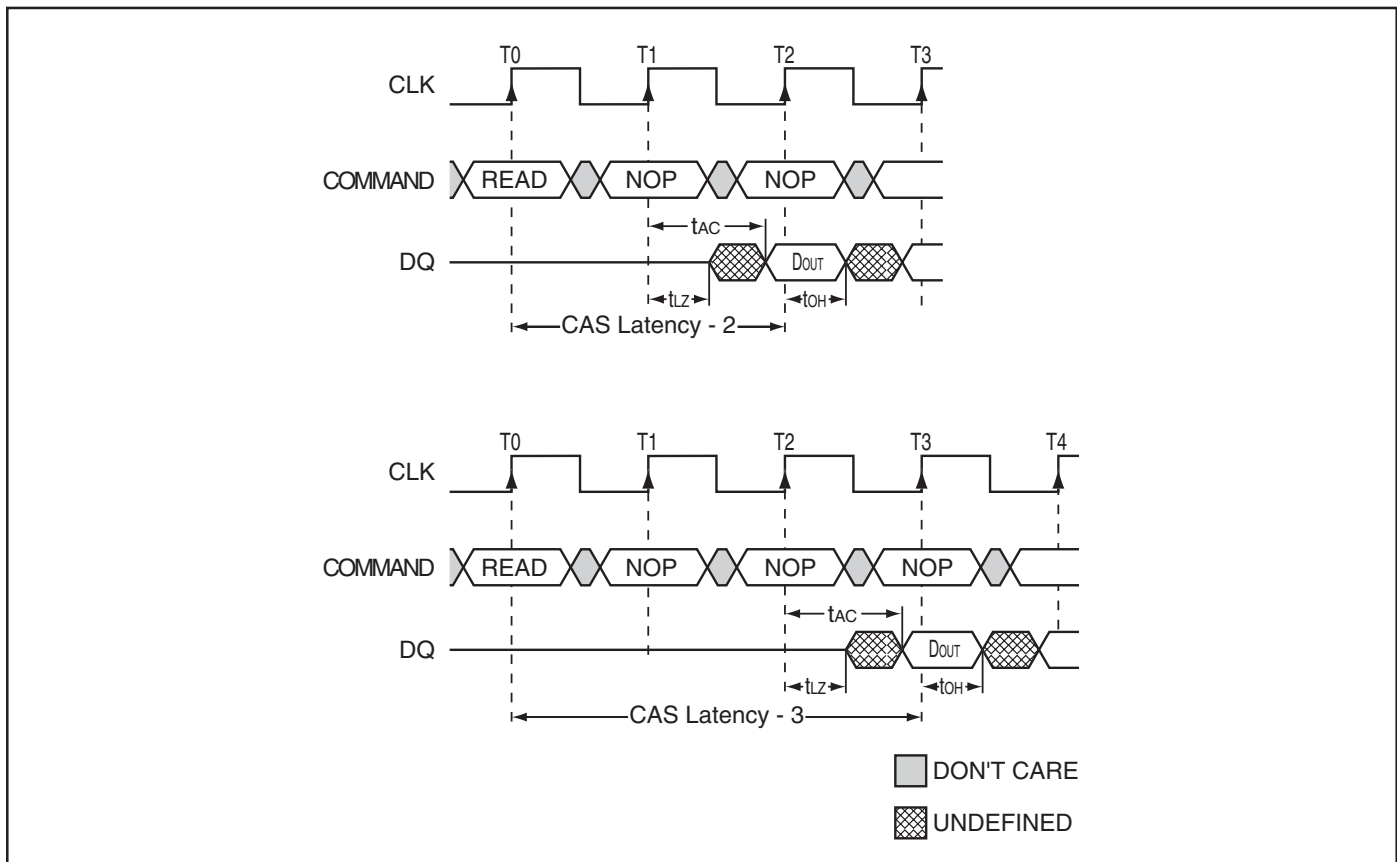 T0 T1 T2 T3
CLK
COMMAND READ NOP NOP
tAC
DQ DOUT
tLZ tOH
CAS Latency - 2
T0 T1 T2 T3 T4
CLK
COMMAND READ NOP NOP NOP
tAC
DQ DOUT
tLZ tOH
CAS Latency - 3
DON'T CARE
UNDEFINED